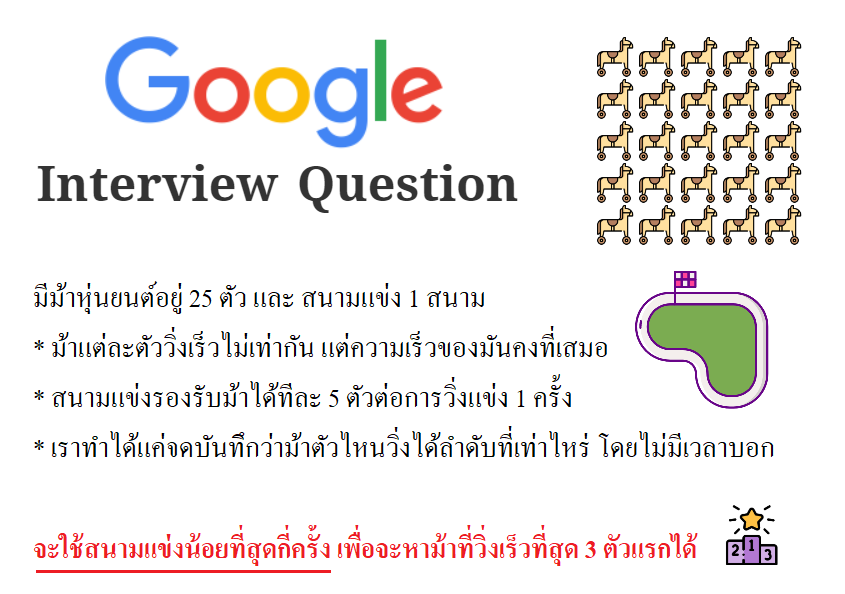 Google
Interview Question
มีม้าหุ่นยนต์อยู่ 25 ตัว และ สนามแข่ง 1 สนาม
* ม้าแต่ละตัววิ่งเร็วไม่เท่ากัน แต่ความเร็วของมันคงที่เสมอ
* สนามแข่งรองรับม้าได้ทีละ 5 ตัวต่อการวิ่งแข่ง 1 ครั้ง
* เราทำได้แค่จดบันทึกว่าม้าตัวไหนวิ่งได้ลำดับที่เท่าไหร่ โดยไม่มีเวลาบอก
จะใช้สนามแข่งน้อยที่สุดกี่ครั้ง เพื่อจะหาม้าที่วิ่งเร็วที่สุด 3 ตัวแรกได้
2 1 3